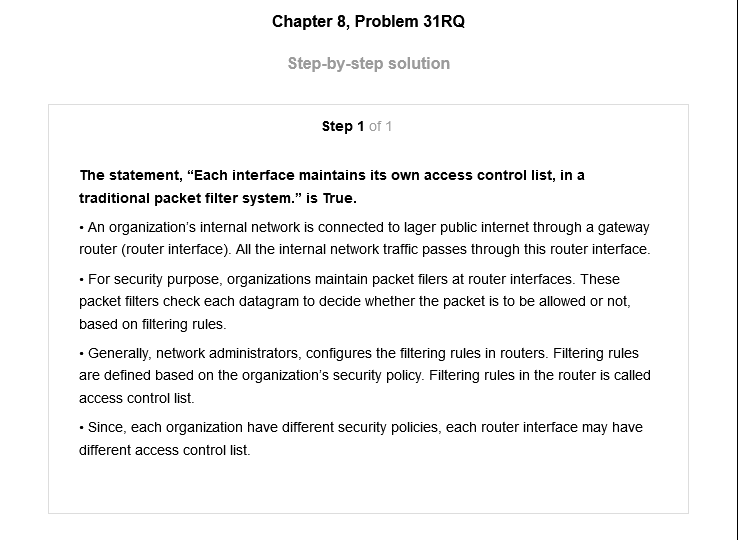 Chapter 8, Problem 31RQ
Step-by-step solution
Step 1 of 1
The statement, “Each interface maintains its own access control list, in a
traditional packet filter system.” is True.
• An organization’s internal network is connected to lager public internet through a gateway
router (router interface). All the internal network traffic passes through this router interface.
• For security purpose, organizations maintain packet filers at router interfaces. These
packet filters check each datagram to decide whether the packet is to be allowed or not,
based on filtering rules.
• Generally, network administrators, configures the filtering rules in routers. Filtering rules
are defined based on the organization’s security policy. Filtering rules in the router is called
access control list.
• Since, each organization have different security policies, each router interface may have
different access control list.